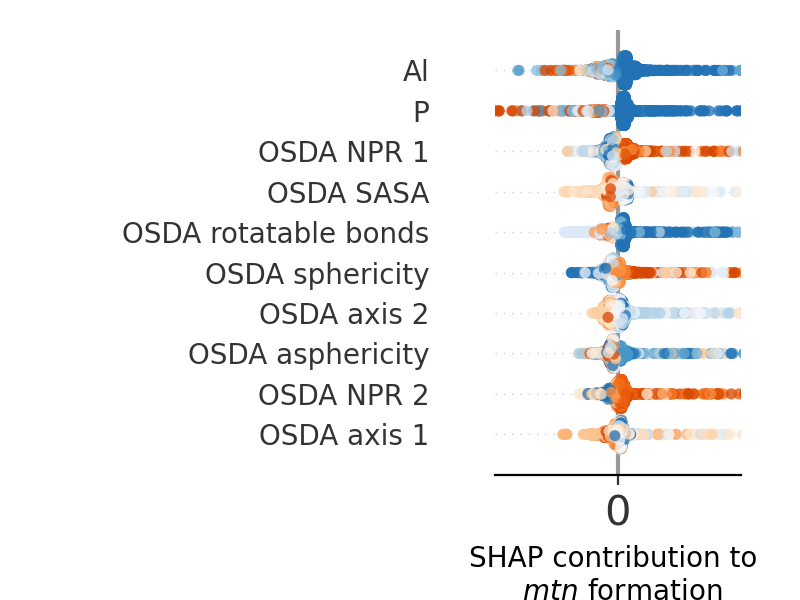 Al
P
OSDA NPR 1
OSDA SASA
OSDA rotatable bonds
OSDA sphericity
OSDA axis 2
OSDA asphericity
OSDA NPR 2
OSDA axis 1
0
SHAP contribution to
mtn formation